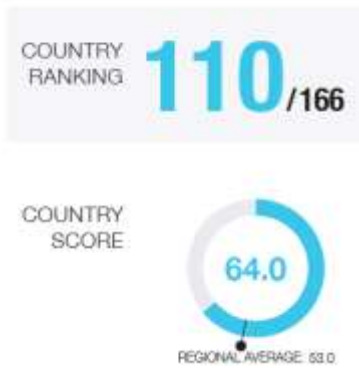 COUNTRY
RANKING
110/166
COUNTRY
SCORE
64.0
REGIONAL AVERAGE: 53.0